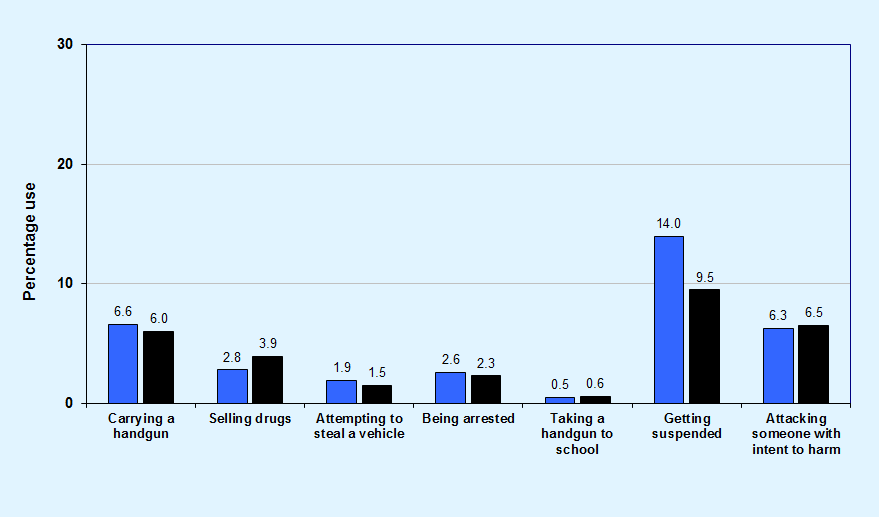 30
20
10
0
Percentage use
6.6
6.0
2.8
3.9
1.9
1.5
2.6
2.3
0.5
0.6
14.0
9.5
6.3
6.5
Carrying a
handgun
Selling drugs
Attempting to
steal a vehicle
Being arrested
Taking a
handgun to
school
Getting
suspended
Attacking
someone with
intent to harm